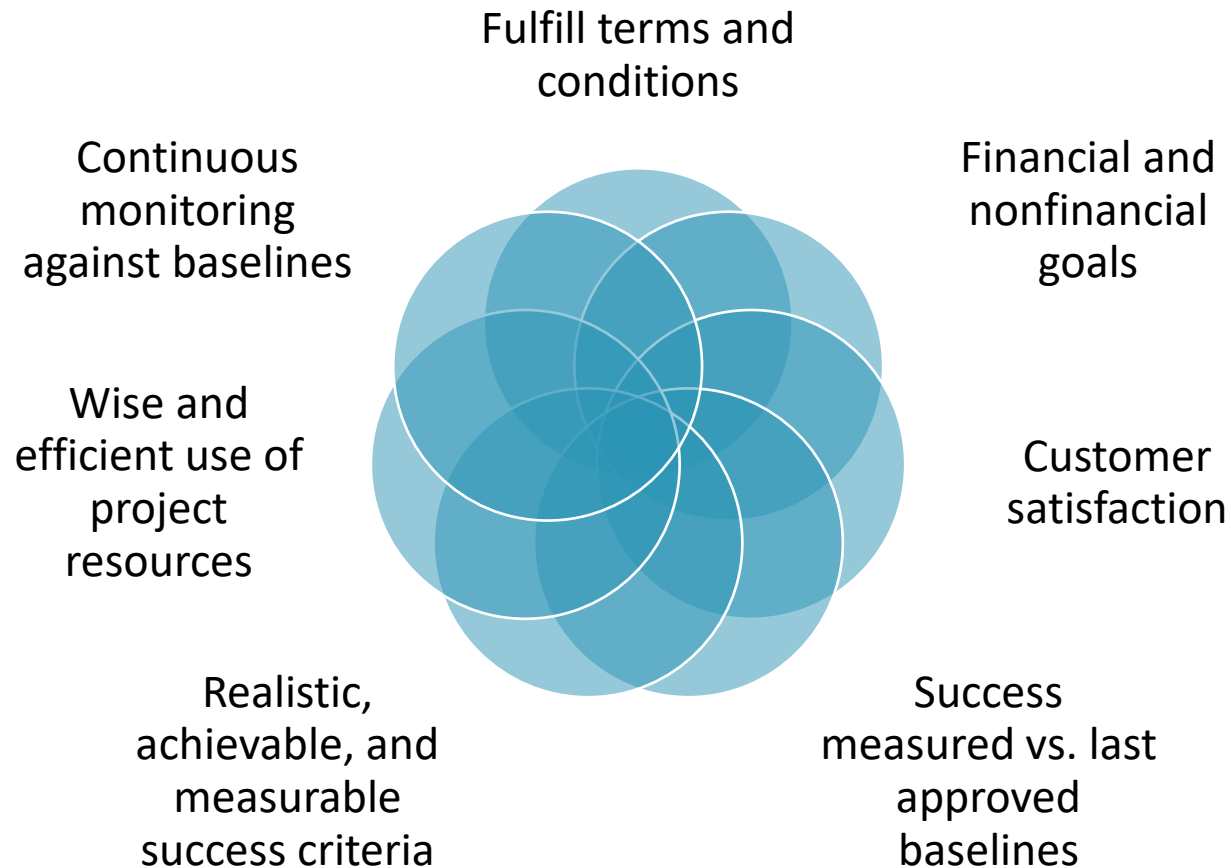 Fulfill terms and
conditions
Financial and
nonfinancial
goals
Customer
satisfaction
Success
measured vs. last
approved
baselines
Realistic,
achievable, and
measurable
success criteria
Wise and
efficient use of
project
resources
Continuous
monitoring
against baselines